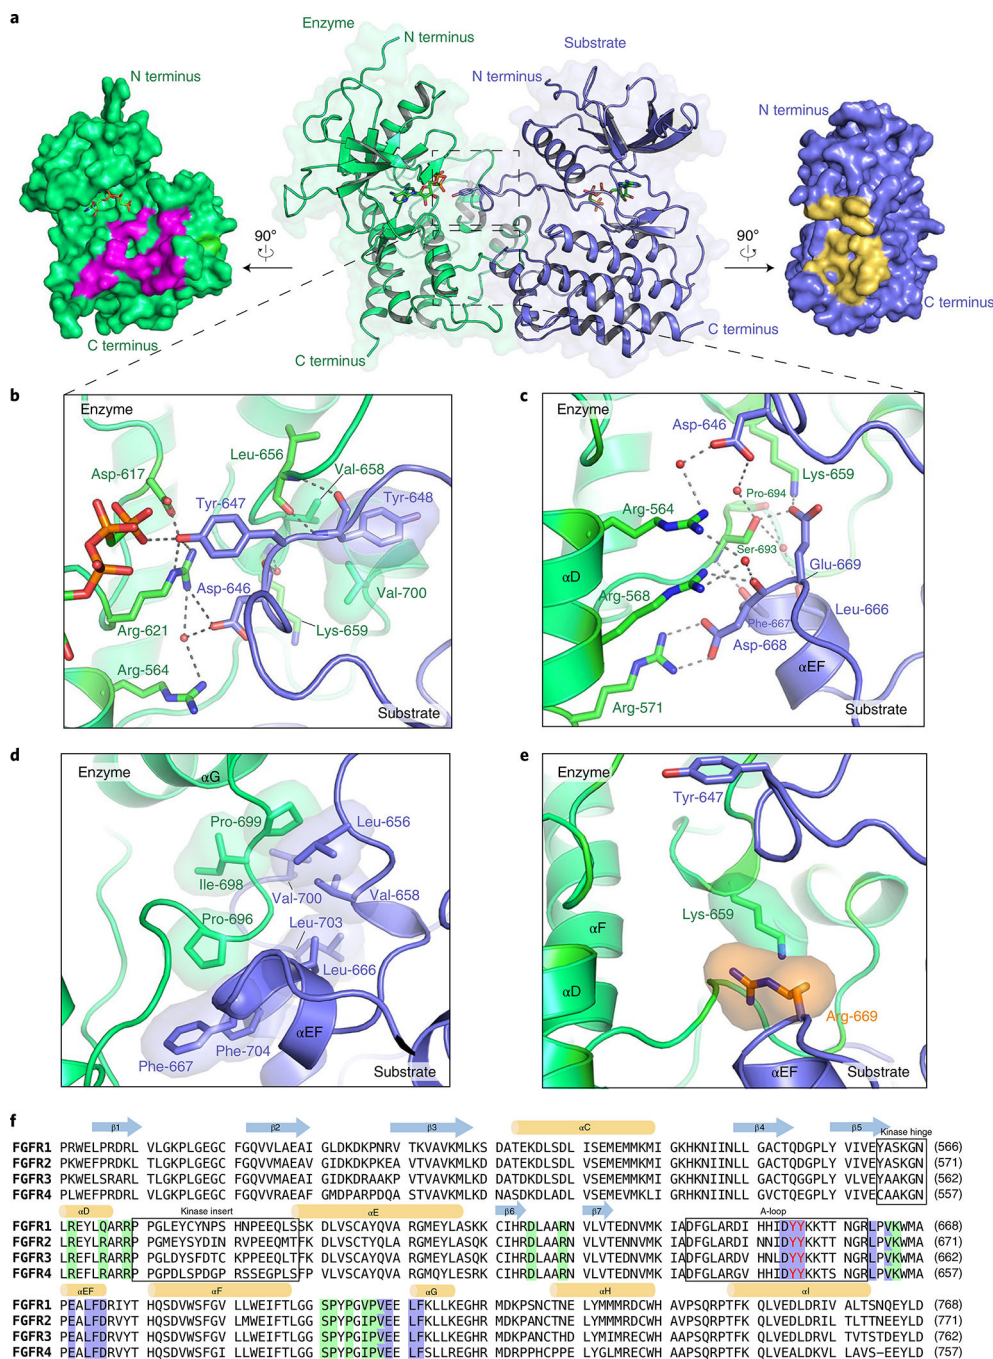 a
Enzyme
N terminus
Substrate
N terminus
N terminus
N terminus
90°
90°
C terminus
C terminus
C terminus
C terminus
b
Enzyme
Leu-656
Val-658
Asp-617
Tyr-647
Tyr-648
Asp-646
Val-700
Arg-621
Lys-659
Arg-564
Substrate
c
Enzyme
Asp-646
Lys-659
Pro-694
Arg-564
Ser-693
αD
Glu-669
Arg-568
Leu-666
Phe-667
Asp-668
αEF
Arg-571
Substrate
d
Enzyme
αG
Pro-699
Leu-656
Ile-698
Val-700
Val-658
Pro-696
Leu-703
Leu-666
αEF
Phe-704
Phe-667
Substrate
e
Enzyme
Tyr-647
Lys-659
αF
αD
Arg-669
αEF
Substrate
f
β1 β2 β3 αC β4 β5 Kinase hinge
FGFR1 PRWELPRDRL VLGKPLGEGC FGQVVLAEAI GLDKDKPNRV TKVAVKMLKS DATEKDLSDL ISEMEMMKMI GKHKNIINLL GACTQDGPLY VIVEYASKGN (566)
FGFR2 PKWEFPRDKL TLGKPLGEGC FGQVVMAEAV GIDKDKPKEA VTVAVKMLKD DATEKDLSDL VSEMEMMKMI GKHKNIINLL GACTQDGPLY VIVEYASKGN (571)
FGFR3 PKWELSRARL TLGKPLGEGC FGQVVMAEAI GIDKDRAAKP VTVAVKMLKD DATDKDLSDL VSEMEMMKMI GKHKNIINLL GACTQGGPLY VLVEYAAKGN (562)
FGFR4 PLWEFPRDRL VLGKPLGEGC FGQVVRAEAF GMDPARPDQA STVAVKMLKD NASDKDLADL VSEMEVMKLI GRHKNIINLL GVCTQEGPLY VIVECAAKGN (557)
αD Kinase insert αE β6 β7 A-loop
FGFR1 LREYLQARRP PGLEYCYNPS HNPEEQLSSK DLVSCAYQVA RGMEYLASKK CIHRDLAARN VLVTEDNVMK IADFGLARDI HHIDYYKKTT NGRLPVKWMA (668)
FGFR2 LREYLRARRP PGMEYSYDIN RVPEEQMTFK DLVSCTYQLA RGMEYLASQK CIHRDLAARN VLVTENNVMK IADFGLARDI NNIDYYKKTT NGRLPVKWMA (671)
FGFR3 LREFLRARRP PGLDYSFDTC KPPEEQLTFK DLVSCAYQVA RGMEYLASQK CIHRDLAARN VLVTEDNVMK IADFGLARDV HNLDYYKKTT NGRLPVKWMA (662)
FGFR4 LREFLRARRP PGPDLSPDGP RSSEGPLSFP VLVSCAYQVA RGMQYLESRK CIHRDLAARN VLVTEDNVMK IADFGLARGV HHIDYYKKTS NGRLPVKWMA (657)
αEF αF αG αH αI
FGFR1 PEALFDRIYT HQSDVWSFGV LLWEIFTLGG SPYPGVPVEE LFKLLKEGHR MDKPSNCTNE LYMMMRDCWH AVPSQRPTFK QLVEDLDRIV ALTSNQEYLD (768)
FGFR2 PEALFDRVYT HQSDVWSFGV LMWEIFTLGG SPYPGIPVEE LFKLLKEGHR MDKPANCTNE LYMMMRDCWH AVPSQRPTFK QLVEDLDRIL TLTTNEEYLD (771)
FGFR3 PEALFDRVYT HQSDVWSFGV LLWEIFTLGG SPYPGIPVEE LFKLLKEGHR MDKPANCTHD LYMIMRECWH AAPSQRPTFK QLVEDLDRVL TVTSTDEYLD (762)
FGFR4 PEALFDRVYT HQSDVWSFGI LLWEIFTLGG SPYPGIPVEE LFSLLREGHR MDRPPHCPPE LYGLMRECWH AAPSQRPTFK QLVEALDKVL LAVS–EEYLD (757)